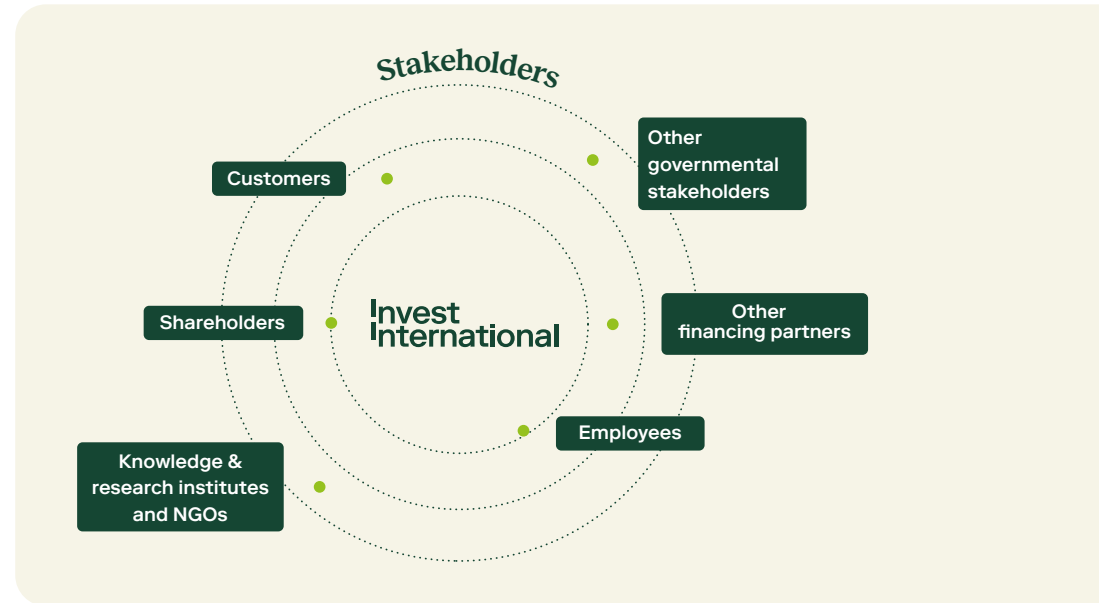 Stakeholders
Customers
Other
governmental
stakeholders
Shareholders
Invest
International
Other
financing partners
Employees
Knowledge &
research institutes
and NGOs